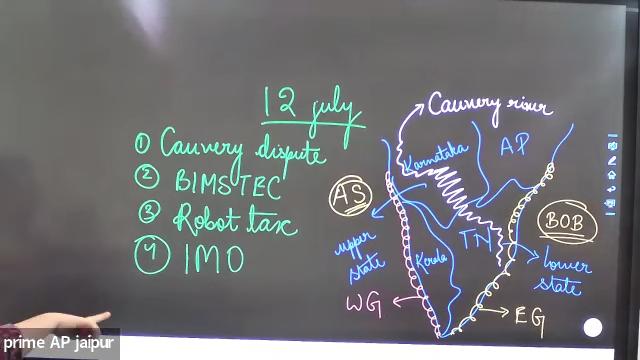 12 july
① Cauvery dispute
② BIMSTEC
③ Robot tax
④ IMO
Cauvery river
Karnataka
AP
AS
BOB
upper
state
Kerala
TN
lower
state
WG
EG
prime AP jaipur